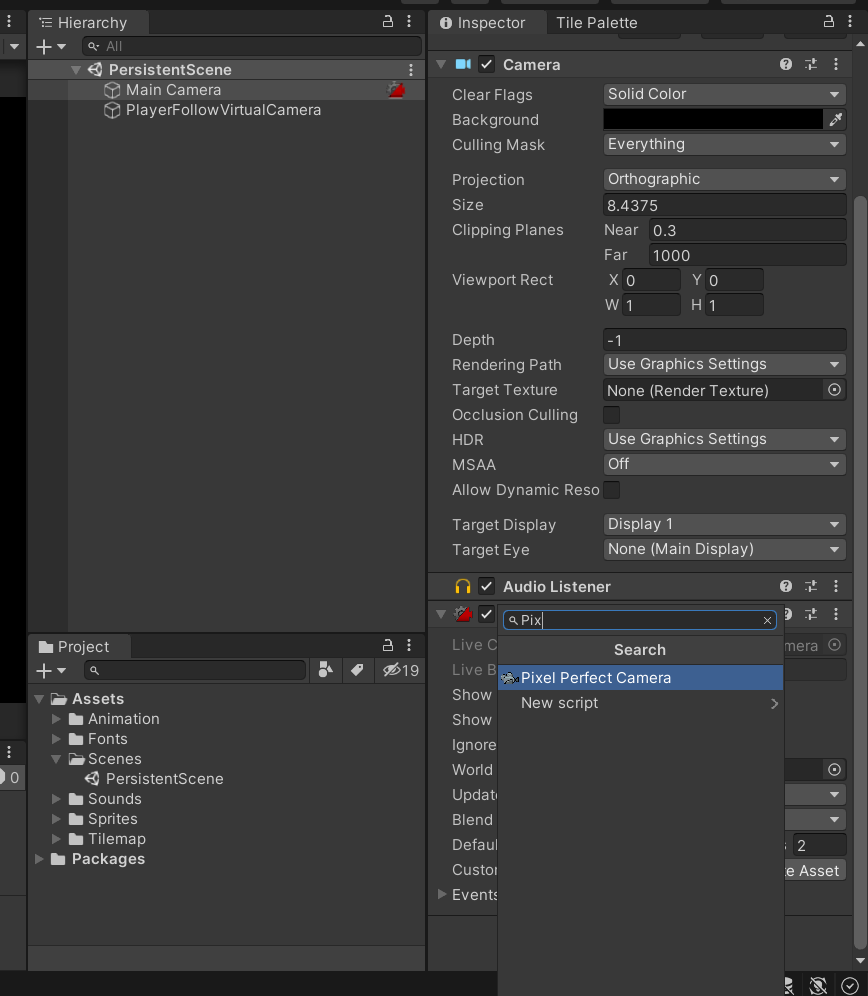 Hierarchy
All
PersistentScene
Main Camera
PlayerFollowVirtualCamera
Inspector
Tile Palette
Camera
Clear Flags Solid Color
Background
Culling Mask Everything
Projection Orthographic
Size 8.4375
Clipping Planes Near 0.3
Far 1000
Viewport Rect X 0 Y 0
W 1 H 1
Depth -1
Rendering Path Use Graphics Settings
Target Texture None (Render Texture)
Occlusion Culling
HDR Use Graphics Settings
MSAA Off
Allow Dynamic Reso
Target Display Display 1
Target Eye None (Main Display)
Audio Listener
Pix
Search
Pixel Perfect Camera
New script
Live C mera
Live B
Show
Show
Ignore
World
Update
Blend
Defaul s 2
Custor te Asset
Events
Project
19
Assets
Animation
Fonts
Scenes
PersistentScene
Sounds
Sprites
Tilemap
Packages
0